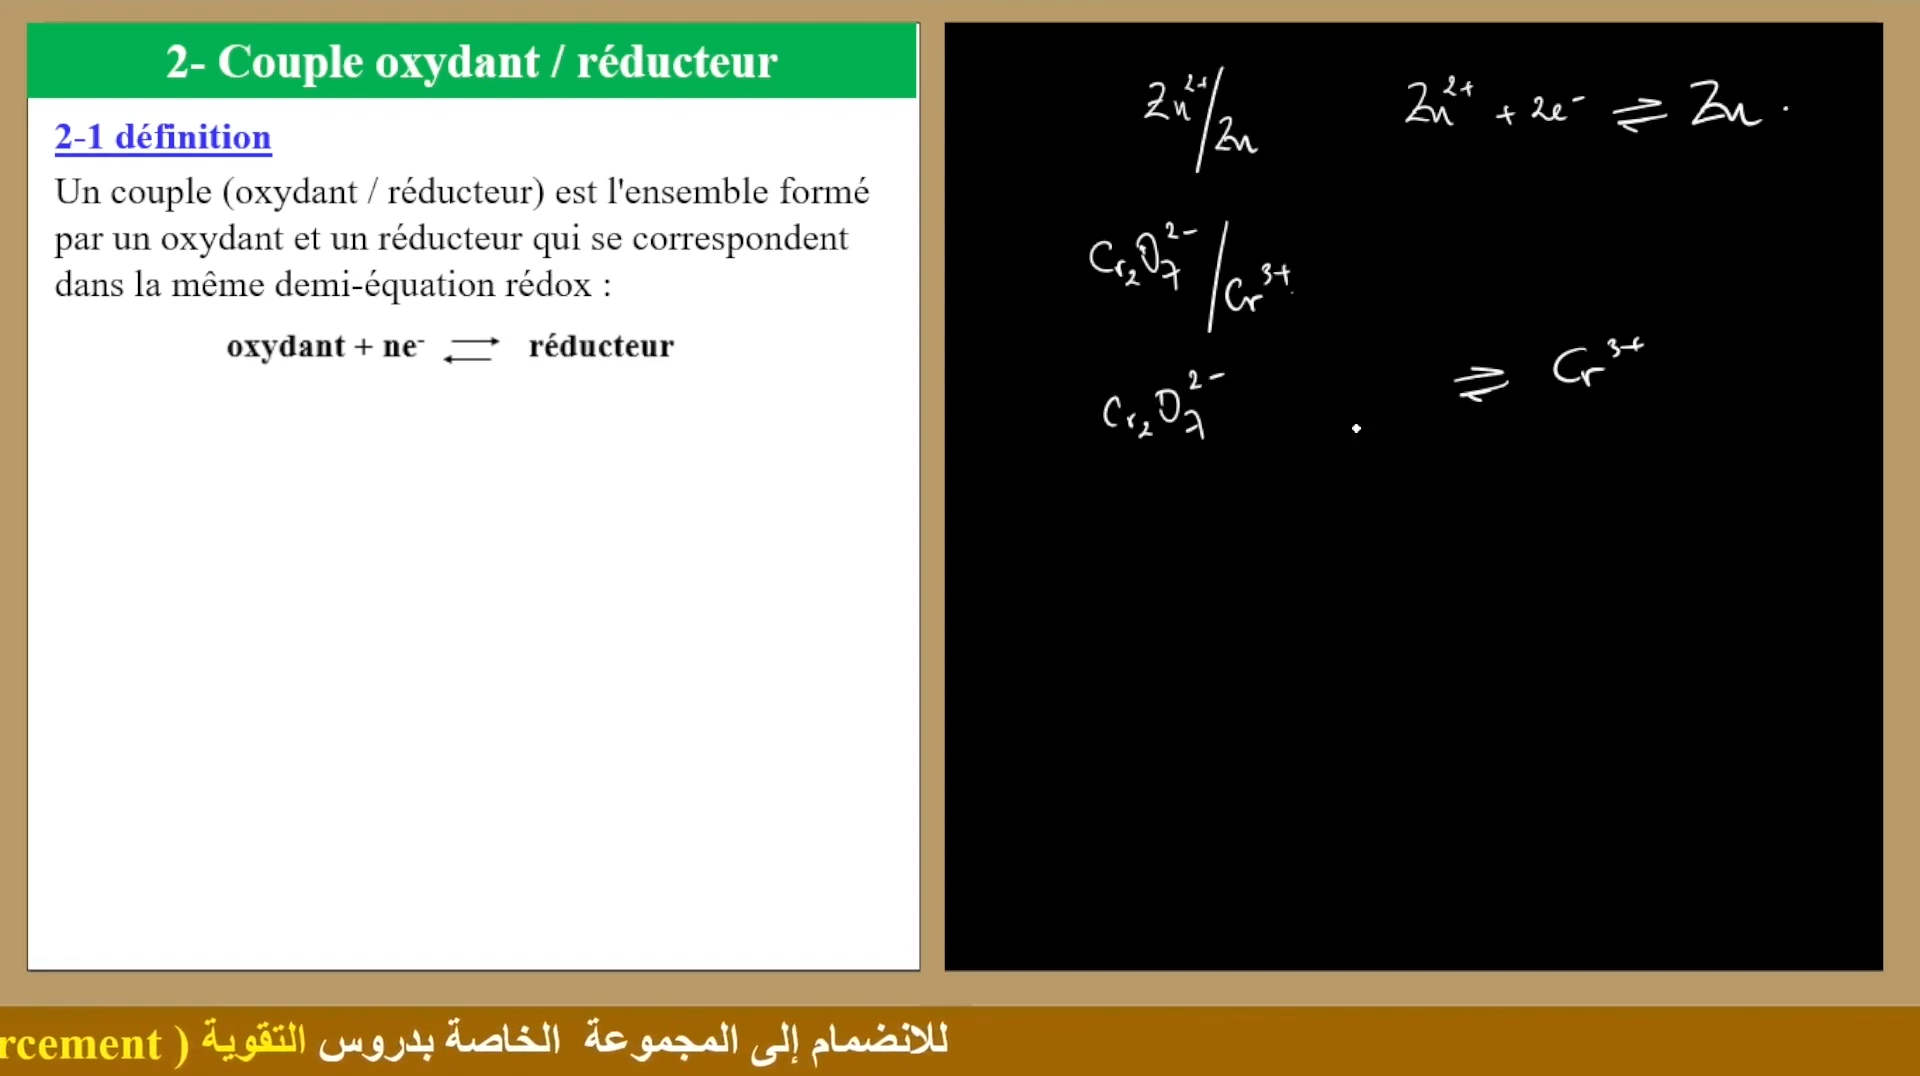 2- Couple oxydant / réducteur
2-1 définition
Un couple (oxydant / réducteur) est l'ensemble formé
par un oxydant et un réducteur qui se correspondent
dans la même demi-équation rédox :
oxydant + ne⁻ ⇄ réducteur
Zn²⁺/Zn Zn²⁺ + 2e⁻ ⇌ Zn .
Cr₂O₇²⁻/Cr³⁺
Cr₂O₇²⁻ ⇌ Cr³⁺
للانضمام إلى المجموعة الخاصة بدروس التقوية ( rcement